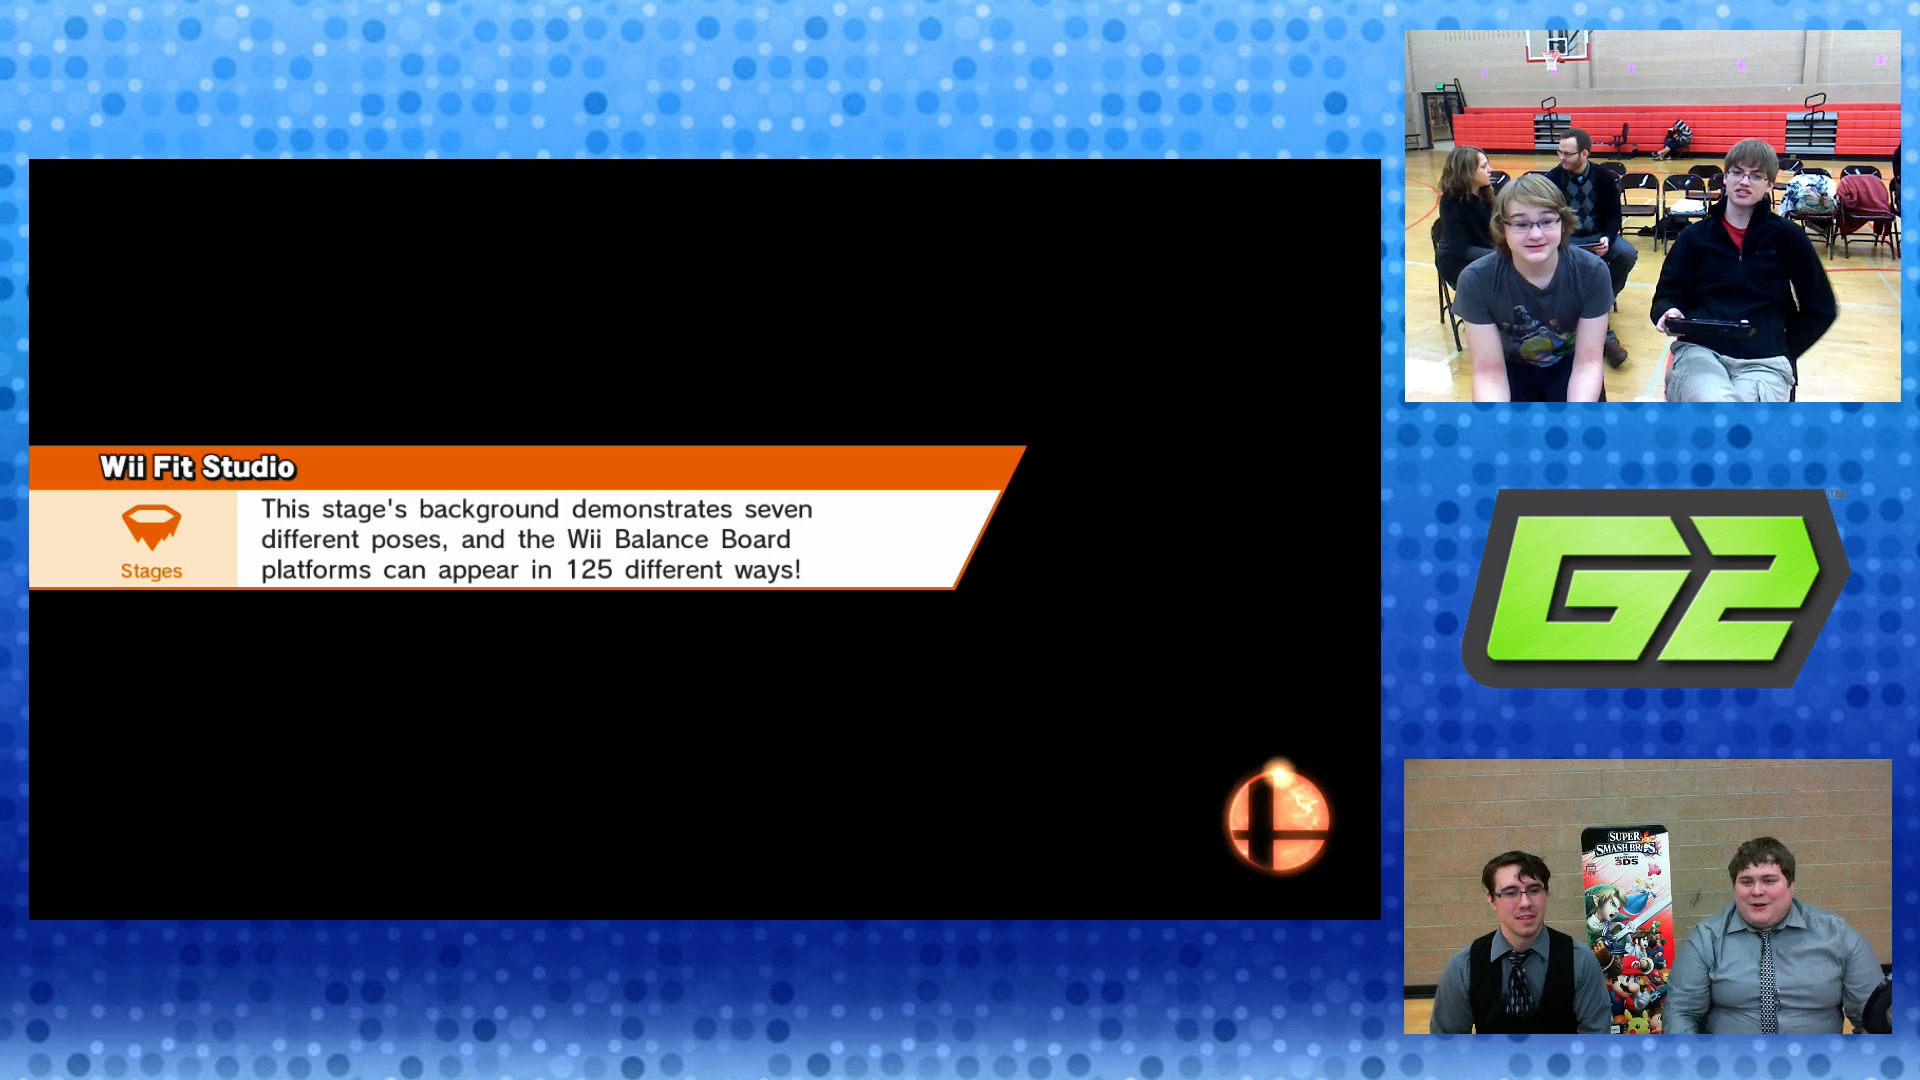 Wii Fit Studio
This stage's background demonstrates seven
different poses, and the Wii Balance Board
platforms can appear in 125 different ways!
Stages
G2
TM
SUPER
SMASH BROS
3DS